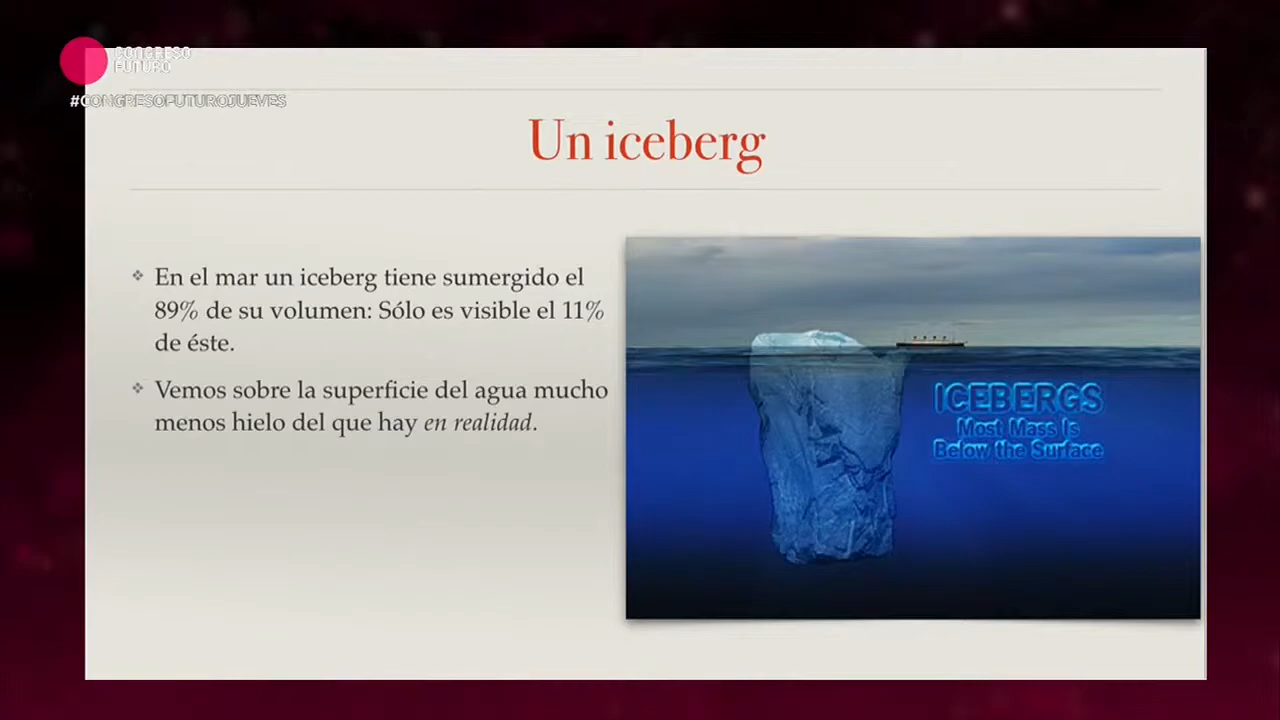 CONGRESO
FUTURO
#CONGRESOFUTUROJUEVES
Un iceberg
❖ En el mar un iceberg tiene sumergido el
89% de su volumen: Sólo es visible el 11%
de éste.
❖ Vemos sobre la superficie del agua mucho
menos hielo del que hay en realidad.
ICEBERGS
Most Mass Is
Below the Surface